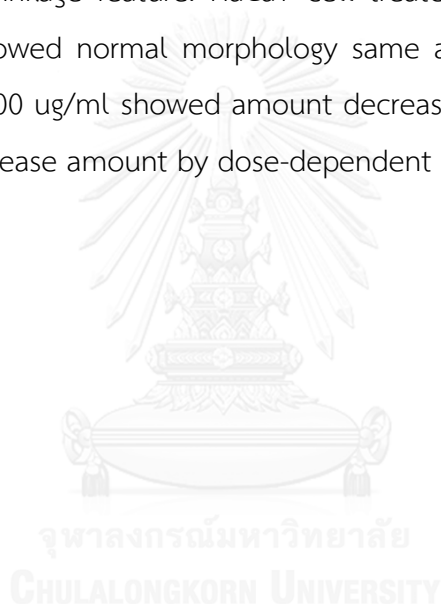 linkage feature. HaCaT cell treate
owed normal morphology same a
00 ug/ml showed amount decreas
ease amount by dose-dependent
จุฬาลงกรณ์มหาวิทยาลัย
CHULALONGKORN UNIVERSITY